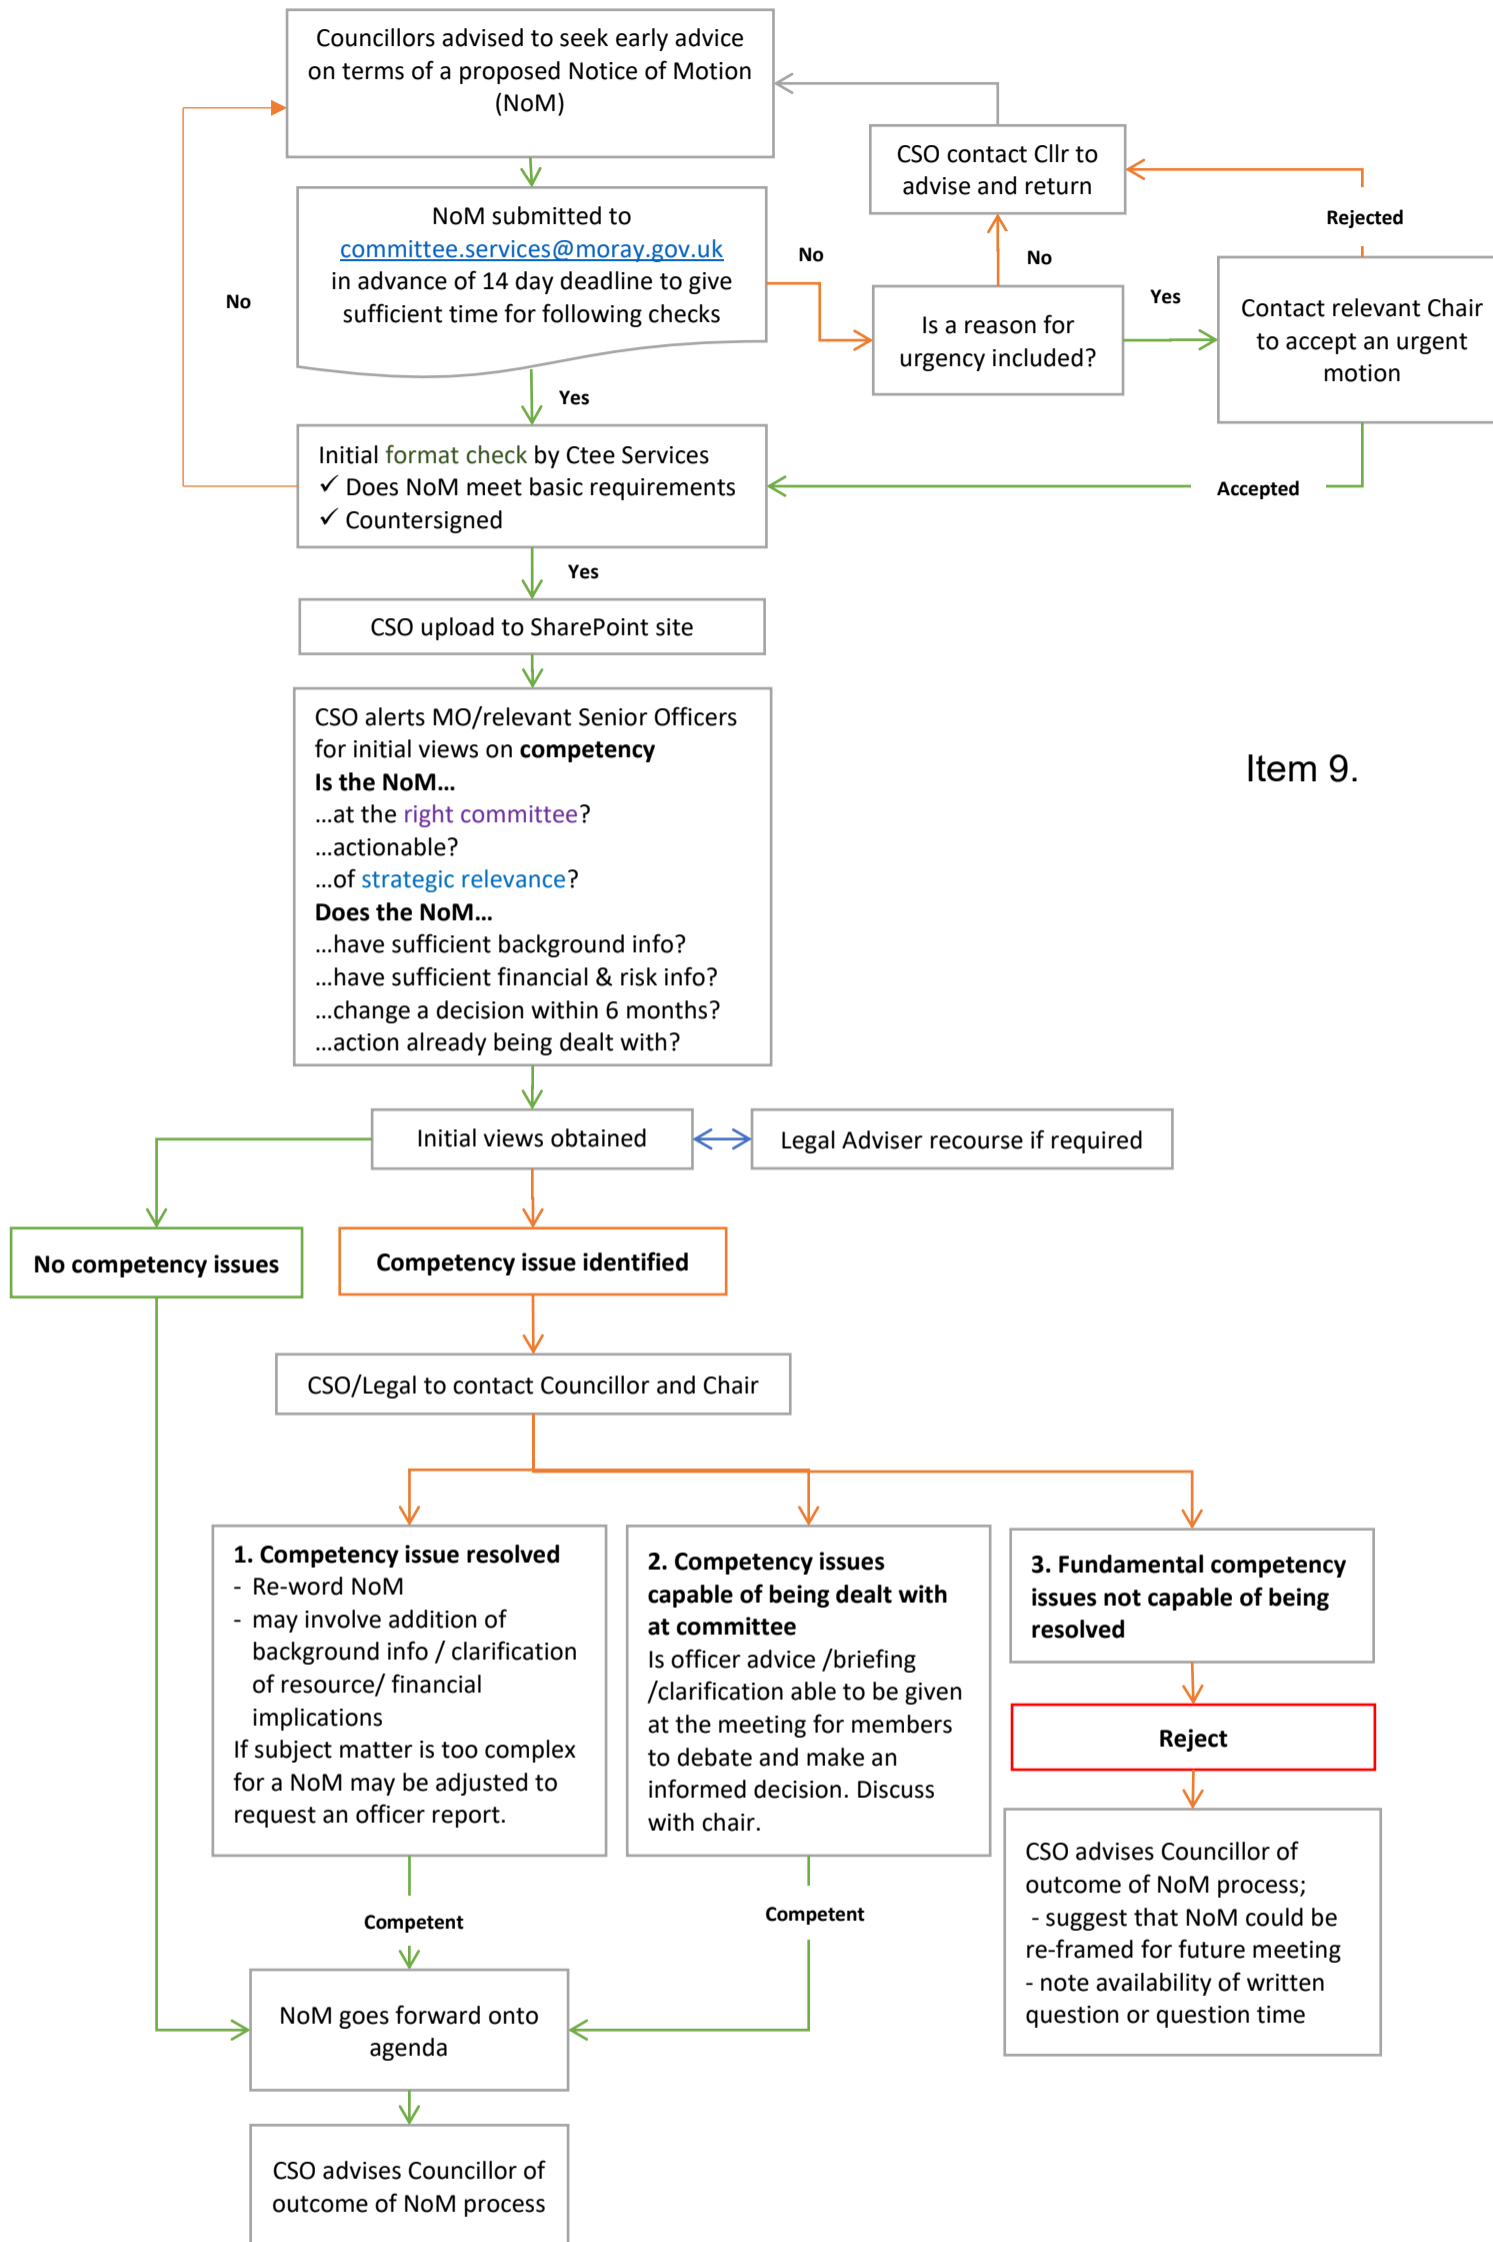 Councillors advised to seek early advice
on terms of a proposed Notice of Motion
(NoM)
CSO contact Cllr to
advise and return
Rejected
NoM submitted to
committee.services@moray.gov.uk
in advance of 14 day deadline to give
sufficient time for following checks
No
No
No
Is a reason for
urgency included?
Yes
Contact relevant Chair
to accept an urgent
motion
Yes
Initial format check by Ctee Services
✓ Does NoM meet basic requirements
✓ Countersigned
Accepted
Yes
CSO upload to SharePoint site
CSO alerts MO/relevant Senior Officers
for initial views on competency
Is the NoM...
...at the right committee?
...actionable?
...of strategic relevance?
Does the NoM...
...have sufficient background info?
...have sufficient financial & risk info?
...change a decision within 6 months?
...action already being dealt with?
Item 9.
Initial views obtained
Legal Adviser recourse if required
No competency issues
Competency issue identified
CSO/Legal to contact Councillor and Chair
1. Competency issue resolved
- Re-word NoM
- may involve addition of
background info / clarification
of resource/ financial
implications
If subject matter is too complex
for a NoM may be adjusted to
request an officer report.
2. Competency issues
capable of being dealt with
at committee
Is officer advice /briefing
/clarification able to be given
at the meeting for members
to debate and make an
informed decision. Discuss
with chair.
3. Fundamental competency
issues not capable of being
resolved
Reject
CSO advises Councillor of
outcome of NoM process;
- suggest that NoM could be
re-framed for future meeting
- note availability of written
question or question time
Competent
Competent
NoM goes forward onto
agenda
CSO advises Councillor of
outcome of NoM process